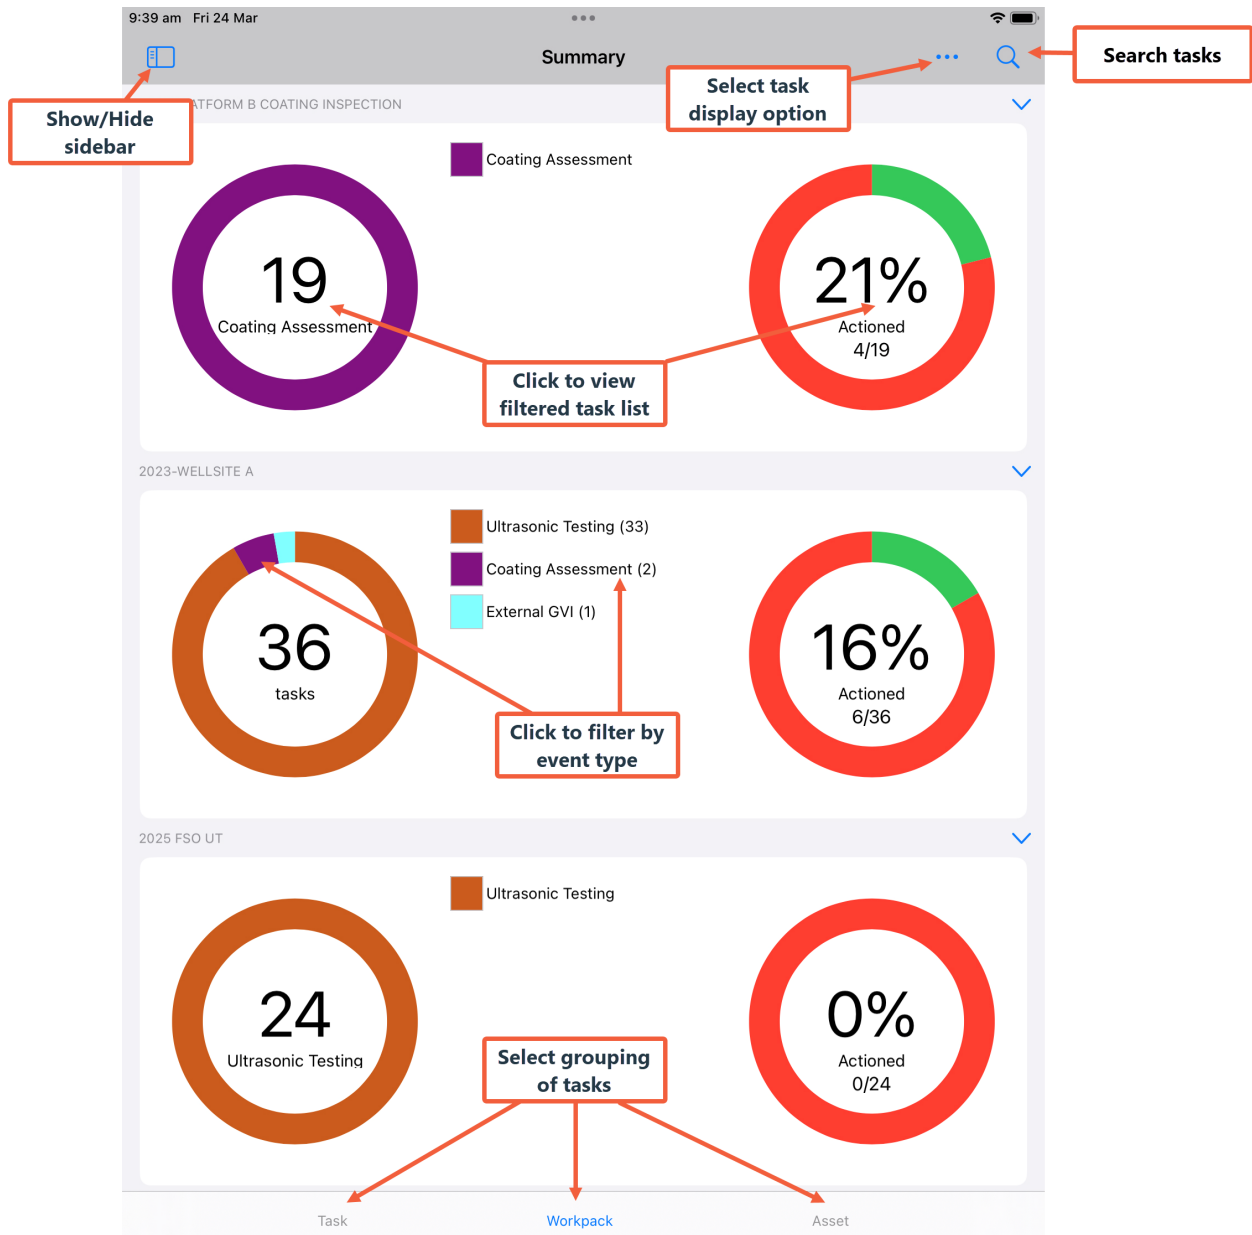 9:39 am Fri 24 Mar
Summary
Search tasks
Select task
display option
Show/Hide
sidebar
ATFORM B COATING INSPECTION
Coating Assessment
19
Coating Assessment
21%
Actioned
4/19
Click to view
filtered task list
2023-WELLSITE A
Ultrasonic Testing (33)
Coating Assessment (2)
External GVI (1)
36
tasks
16%
Actioned
6/36
Click to filter by
event type
2025 FSO UT
Ultrasonic Testing
24
Ultrasonic Testing
0%
Actioned
0/24
Select grouping
of tasks
Task
Workpack
Asset